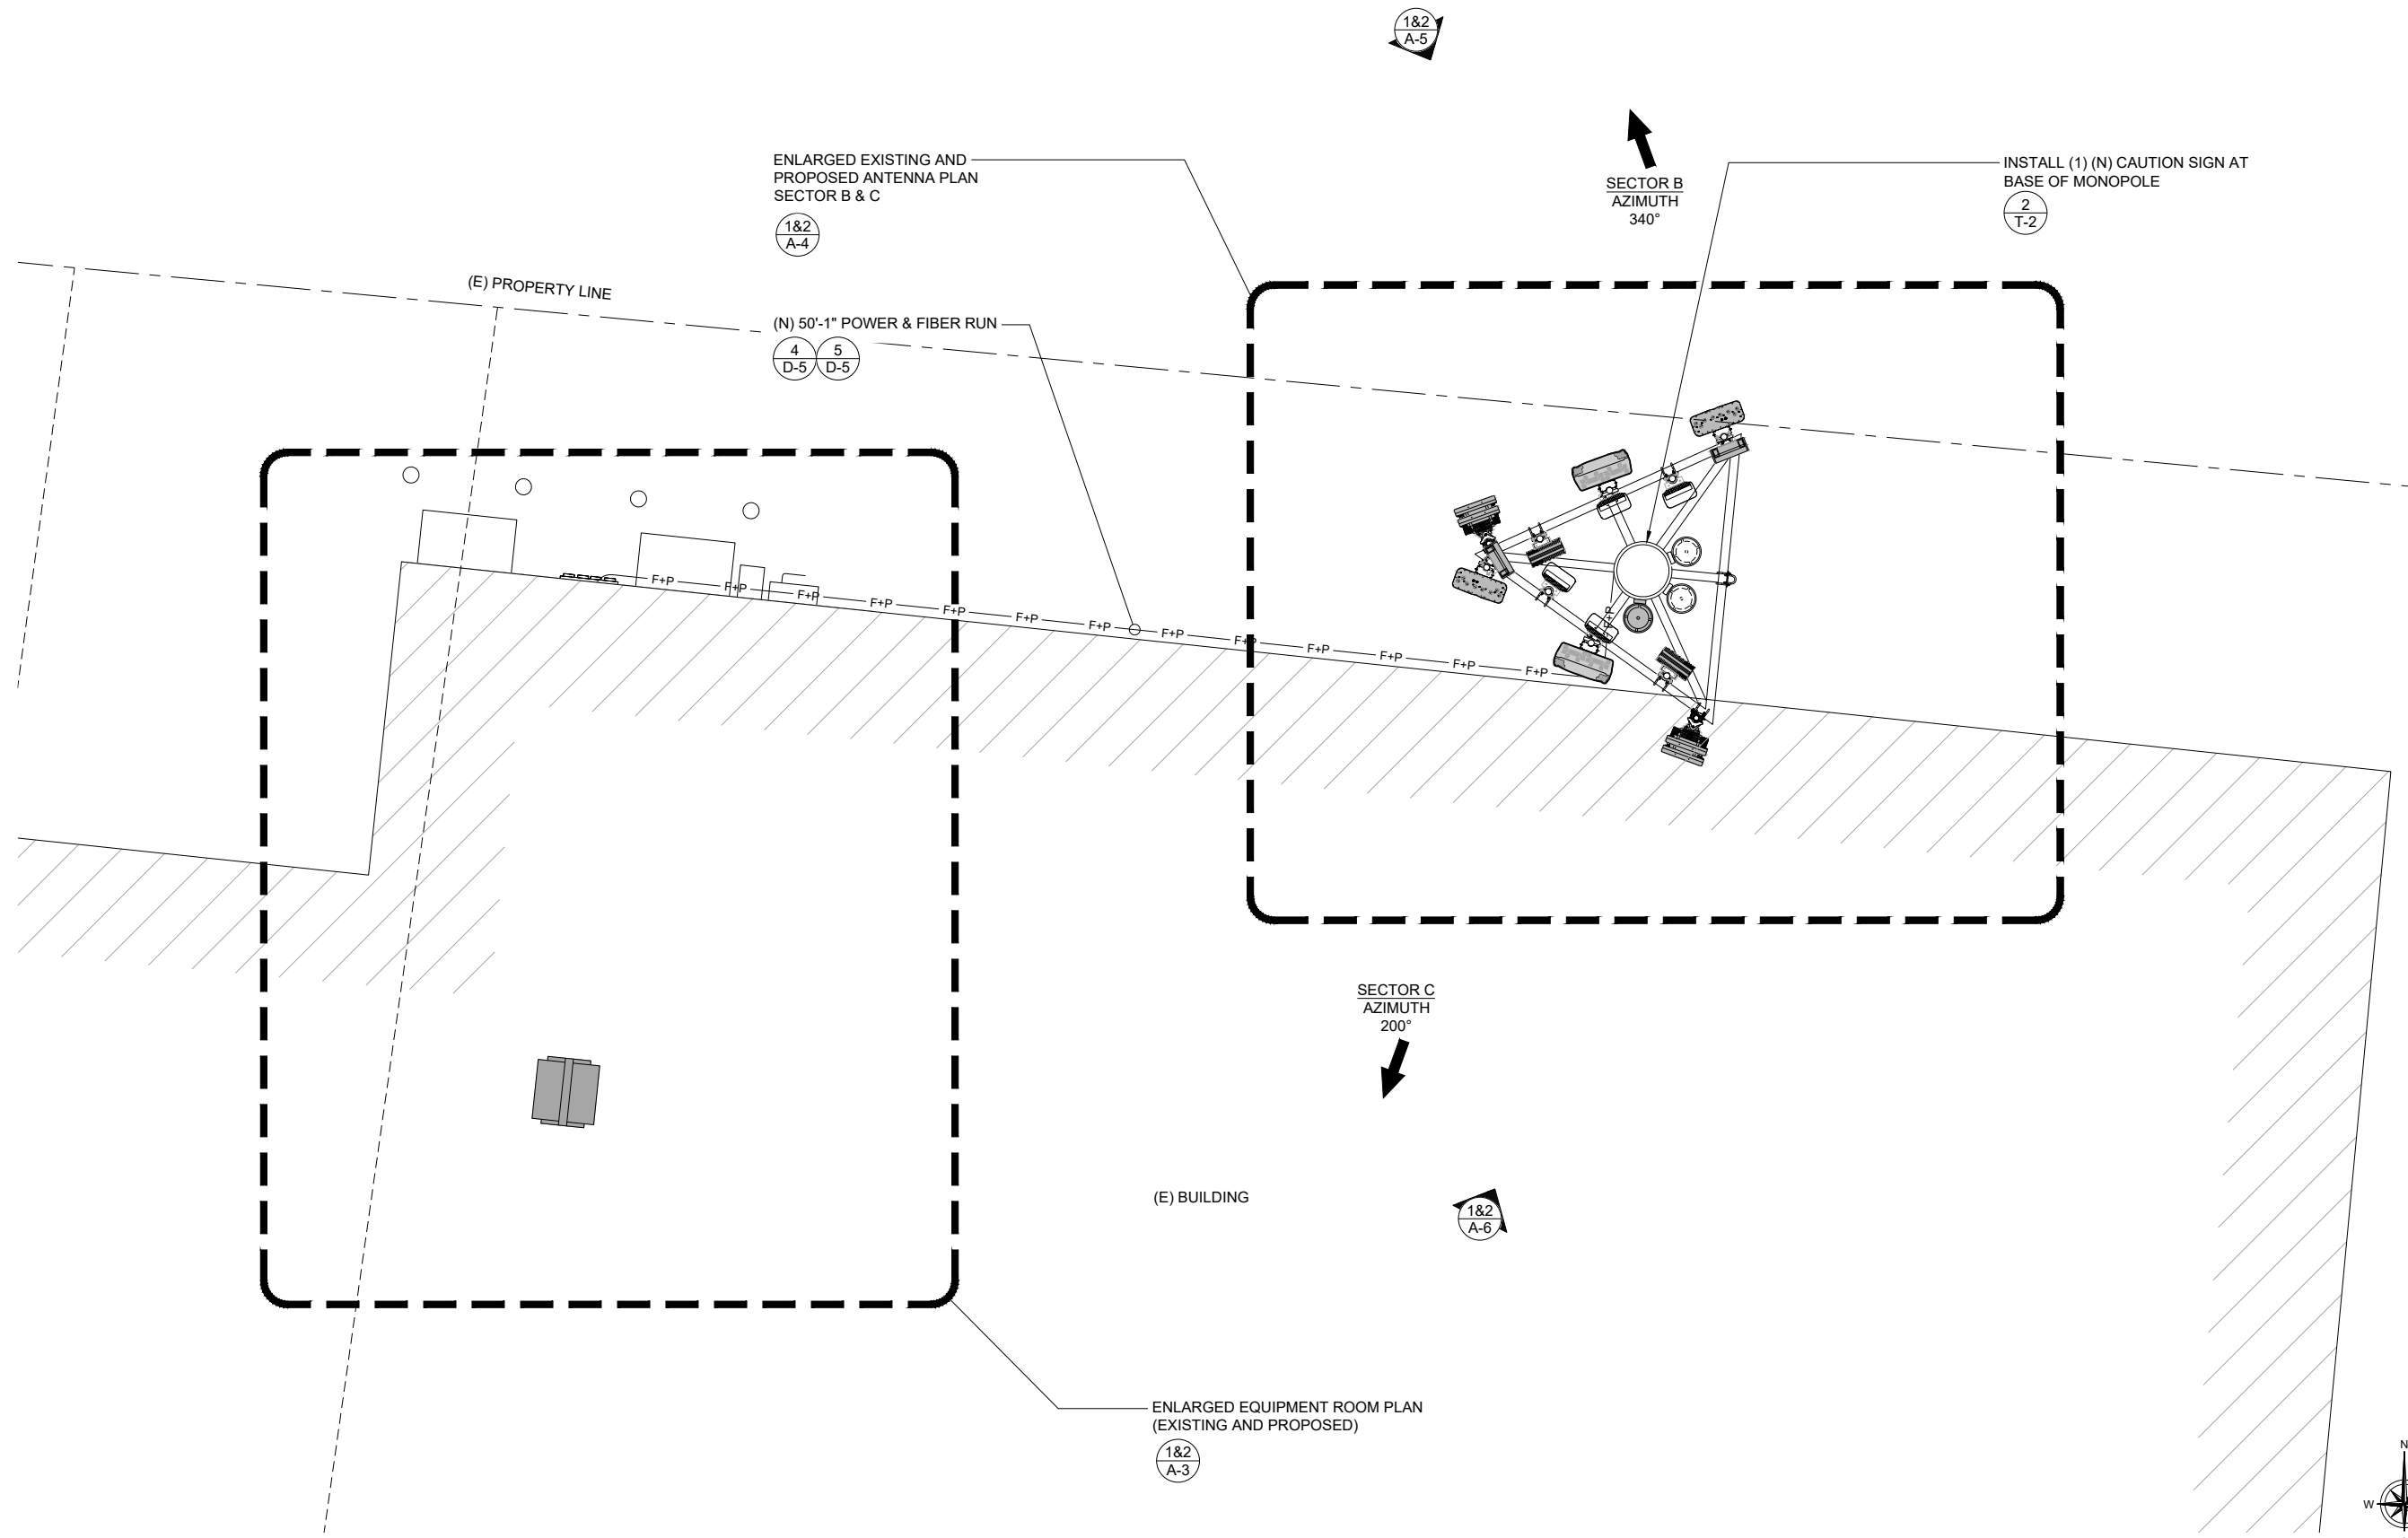 1&2
A-5
ENLARGED EXISTING AND
PROPOSED ANTENNA PLAN
SECTOR B & C
1&2
A-4
SECTOR B
AZIMUTH
340°
INSTALL (1) (N) CAUTION SIGN AT
BASE OF MONOPOLE
2
T-2
(E) PROPERTY LINE
(N) 50'-1" POWER & FIBER RUN
4
D-5
5
D-5
F+P
F+P
F+P
F+P
F+P
F+P
F+P
F+P
F+P
F+P
F+P
F+P
F+P
F+P
SECTOR C
AZIMUTH
200°
(E) BUILDING
1&2
A-6
ENLARGED EQUIPMENT ROOM PLAN
(EXISTING AND PROPOSED)
1&2
A-3
N
W